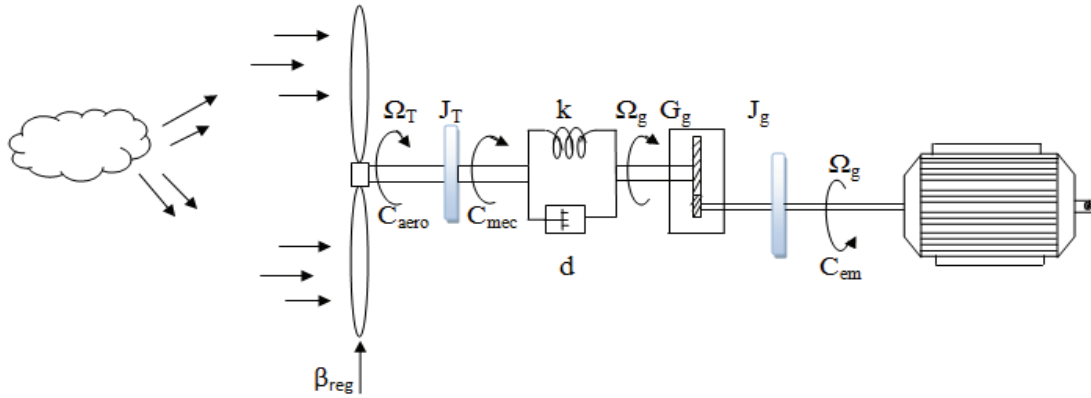 Ω_T J_T k Ω_g G_g J_g
Ω_g
C_aero C_mec
d C_em
β_reg